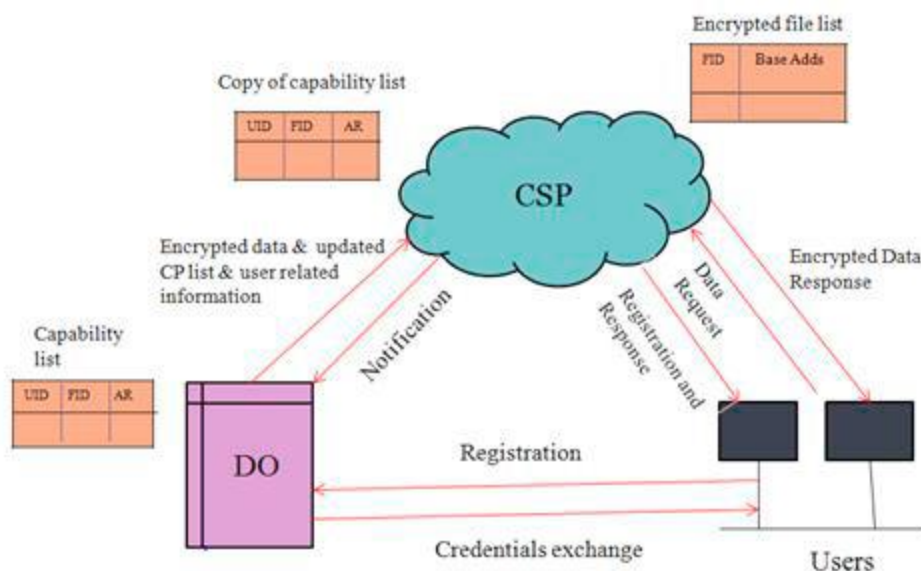 Encrypted file list
FID Base Adds
Copy of capability list
UID FID AR
CSP
Encrypted data & updated
CP list & user related
information
Notification
Registration and
Response
Data
Request
Encrypted Data
Response
Capability
list
UID FID AR
DO
Registration
Credentials exchange
Users